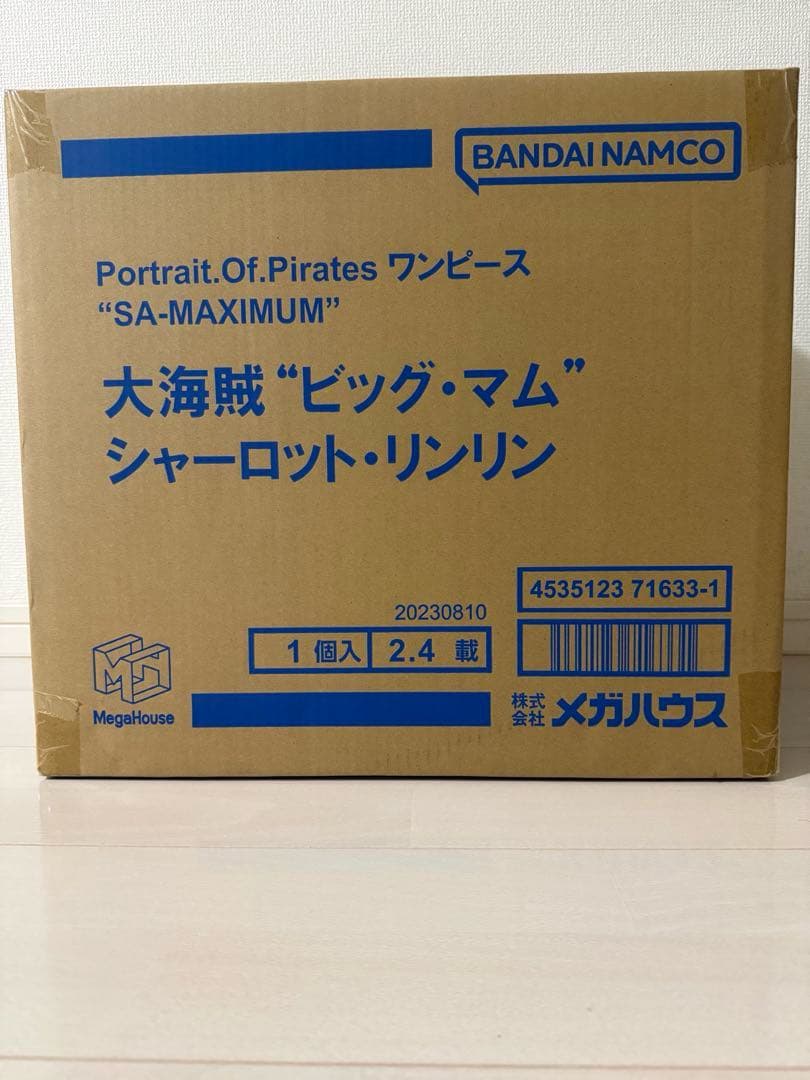 BANDAI NAMCO
Portrait.Of.Pirates ワンピース
“SA-MAXIMUM”
大海賊“ビッグ・マム”
シャーロット・リンリン
4535123 71633-1
20230810
1 個入 2.4 載
MegaHouse
株式会社 メガハウス